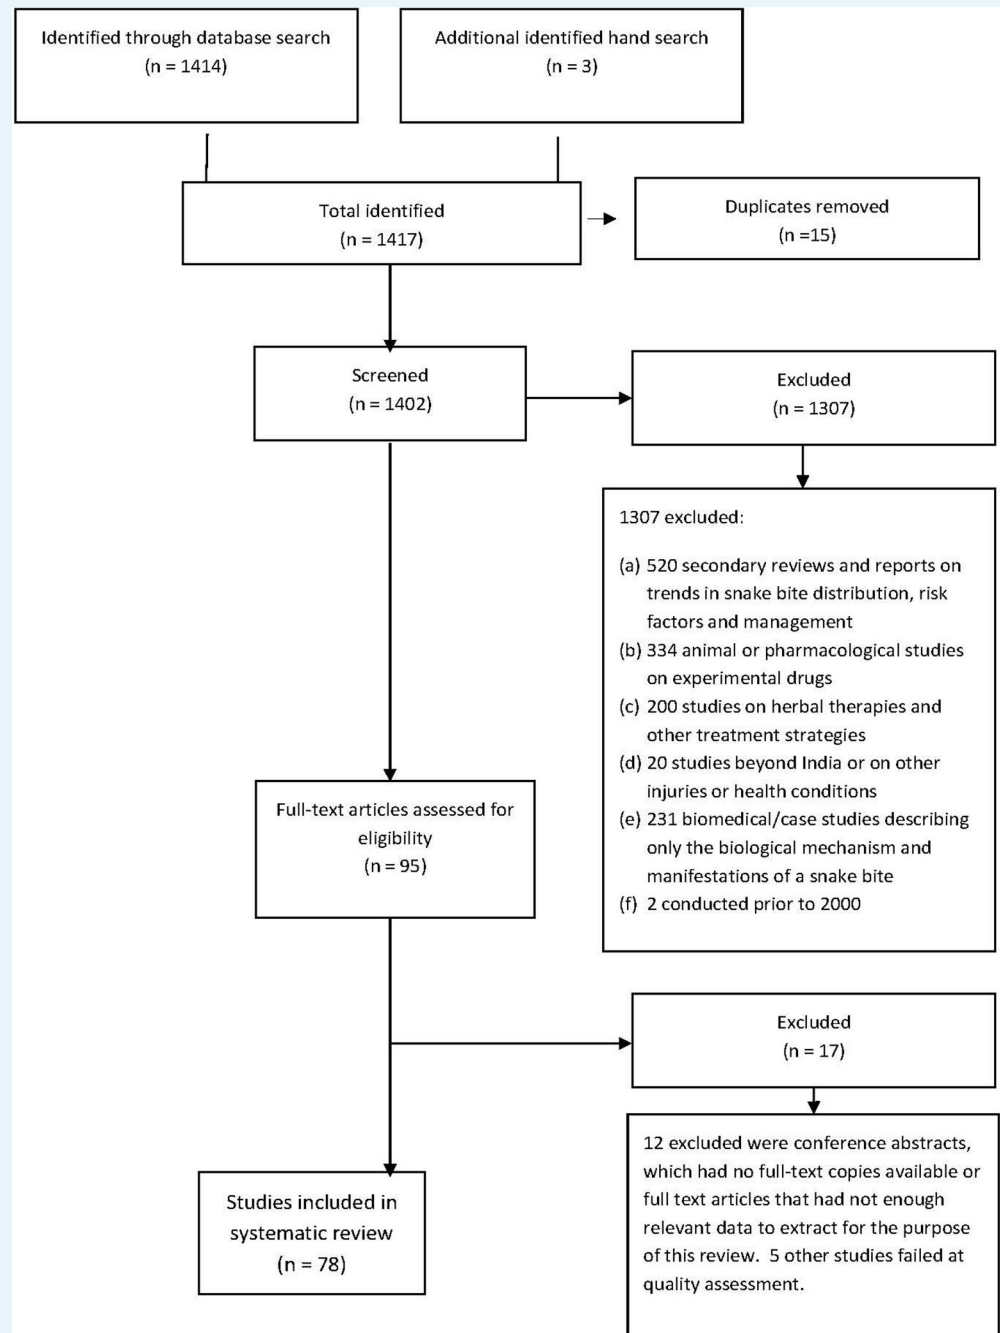 Identified through database search
(n = 1414)
Additional identified hand search
(n = 3)
Total identified
(n = 1417)
Duplicates removed
(n =15)
Screened
(n = 1402)
Excluded
(n = 1307)
1307 excluded:
(a) 520 secondary reviews and reports on
trends in snake bite distribution, risk
factors and management
(b) 334 animal or pharmacological studies
on experimental drugs
(c) 200 studies on herbal therapies and
other treatment strategies
(d) 20 studies beyond India or on other
injuries or health conditions
(e) 231 biomedical/case studies describing
only the biological mechanism and
manifestations of a snake bite
(f) 2 conducted prior to 2000
Full-text articles assessed for
eligibility
(n = 95)
Excluded
(n = 17)
12 excluded were conference abstracts,
which had no full-text copies available or
full text articles that had not enough
relevant data to extract for the purpose
of this review.  5 other studies failed at
quality assessment.
Studies included in
systematic review
(n = 78)